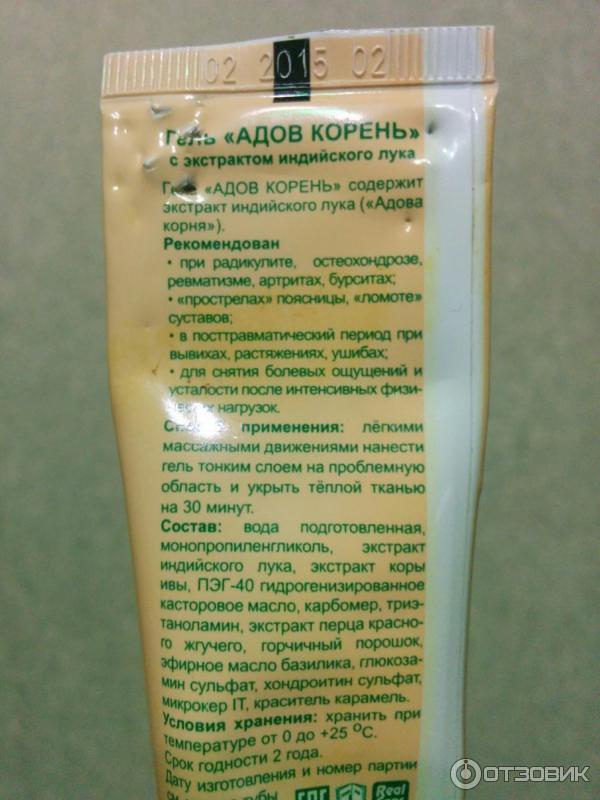 02 2015 02
Гель «АДОВ КОРЕНЬ»
с экстрактом индийского лука
Гель «АДОВ КОРЕНЬ» содержит
экстракт индийского лука («Адова
корня»).
Рекомендован
• при радикулите, остеохондрозе,
ревматизме, артритах, бурситах;
• «прострелах» поясницы, «ломоте»
суставов;
• в посттравматический период при
вывихах, растяжениях, ушибах;
• для снятия болевых ощущений и
усталости после интенсивных физи-
ческих нагрузок.
Способ применения: лёгкими
массажными движениями нанести
гель тонким слоем на проблемную
область и укрыть тёплой тканью
на 30 минут.
Состав: вода подготовленная,
монопропиленгликоль, экстракт
индийского лука, экстракт коры
ивы, ПЭГ-40 гидрогенизированное
касторовое масло, карбомер, триэ-
таноламин, экстракт перца красно-
го жгучего, горчичный порошок,
эфирное масло базилика, глюкоза-
мин сульфат, хондроитин сульфат,
микрокер IT, краситель карамель.
Условия хранения: хранить при
температуре от 0 до +25 °С.
Срок годности 2 года.
Дату изготовления и номер партии
Real
ОТЗОВИК